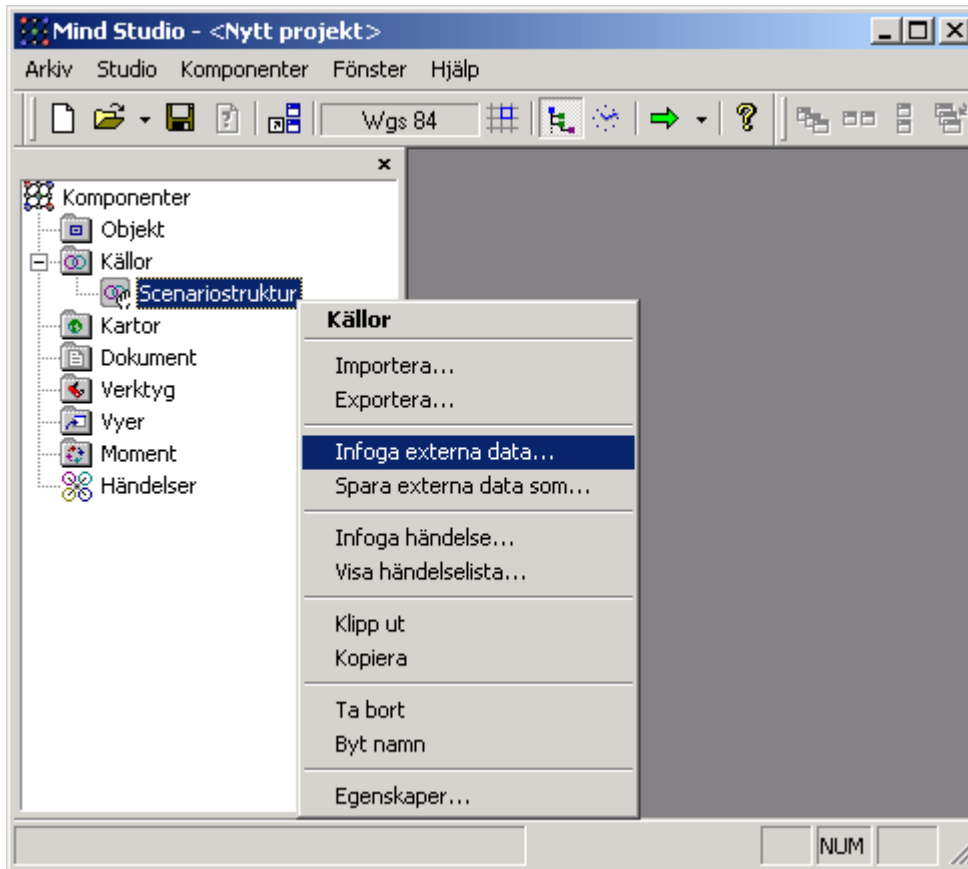 Mind Studio - <Nytt projekt>
Arkiv Studio Komponenter Fönster Hjälp
Wgs 84
Komponenter
Objekt
Källor
Scenariostruktur
Kartor
Dokument
Verktyg
Vyer
Moment
Händelser
Källor
Importera...
Exportera...
Infoga externa data...
Spara externa data som...
Infoga händelse...
Visa händelselista...
Klipp ut
Kopiera
Ta bort
Byt namn
Egenskaper...
NUM